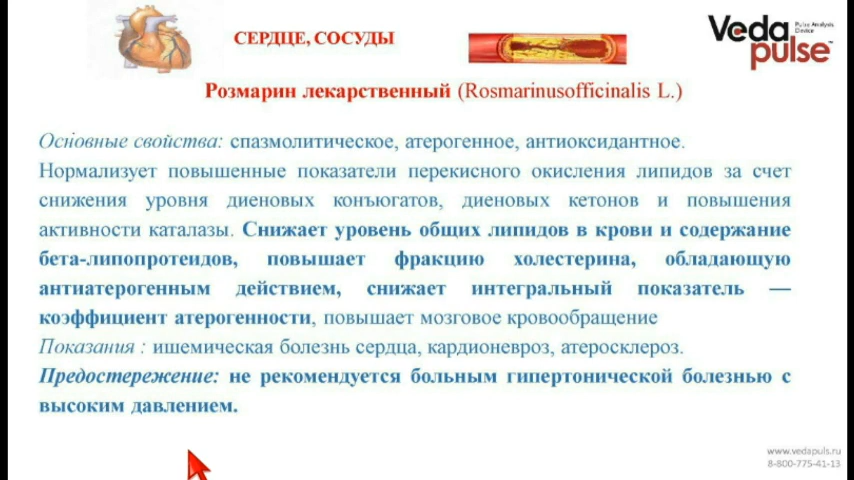 СЕРДЦЕ, СОСУДЫ
Veda pulse™
Pulse Analysis
Device
Розмарин лекарственный (Rosmarinusofficinalis L.)
Основные свойства: спазмолитическое, атерогенное, антиоксидантное.
Нормализует повышенные показатели перекисного окисления липидов за счет
снижения уровня диеновых конъюгатов, диеновых кетонов и повышения
активности каталазы. Снижает уровень общих липидов в крови и содержание
бета-липопротеидов, повышает фракцию холестерина, обладающую
антиатерогенным действием, снижает интегральный показатель —
коэффициент атерогенности, повышает мозговое кровообращение
Показания : ишемическая болезнь сердца, кардионевроз, атеросклероз.
Предостережение: не рекомендуется больным гипертонической болезнью с
высоким давлением.
www.vedapuls.ru
8-800-775-41-13